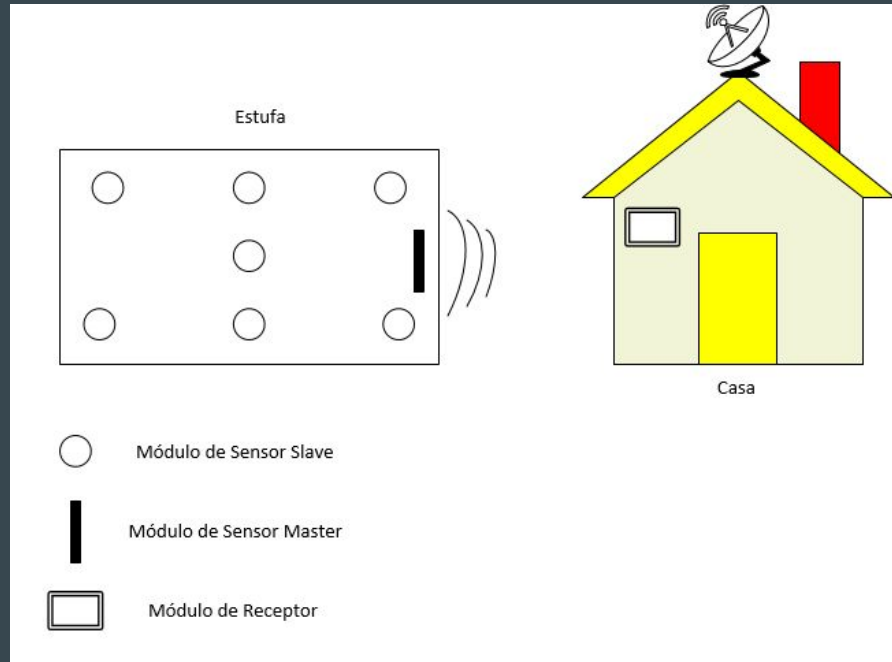 Estufa
Casa
Módulo de Sensor Slave
Módulo de Sensor Master
Módulo de Receptor